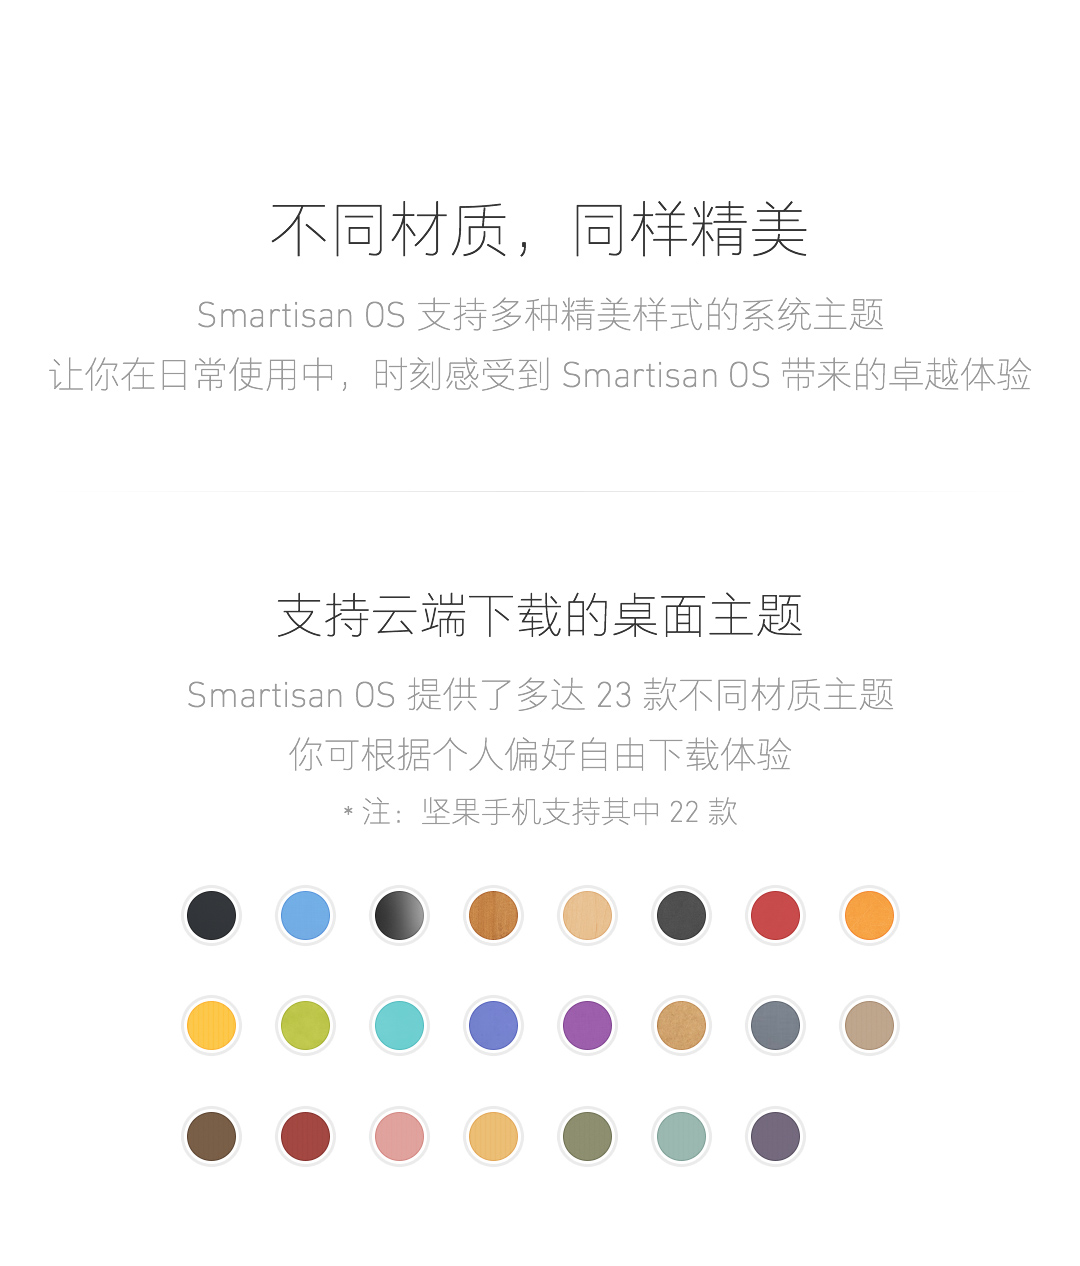 不同材质，同样精美
Smartisan OS 支持多种精美样式的系统主题
让你在日常使用中，时刻感受到 Smartisan OS 带来的卓越体验
支持云端下载的桌面主题
Smartisan OS 提供了多达 23 款不同材质主题
你可根据个人偏好自由下载体验
* 注：坚果手机支持其中 22 款